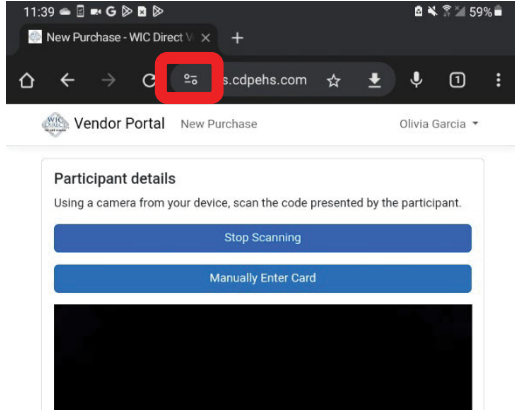 11:39 G 59%
New Purchase - WIC Direct V
s.cdpehs.com 1
Vendor Portal New Purchase Olivia Garcia
Participant details
Using a camera from your device, scan the code presented by the participant.
Stop Scanning
Manually Enter Card